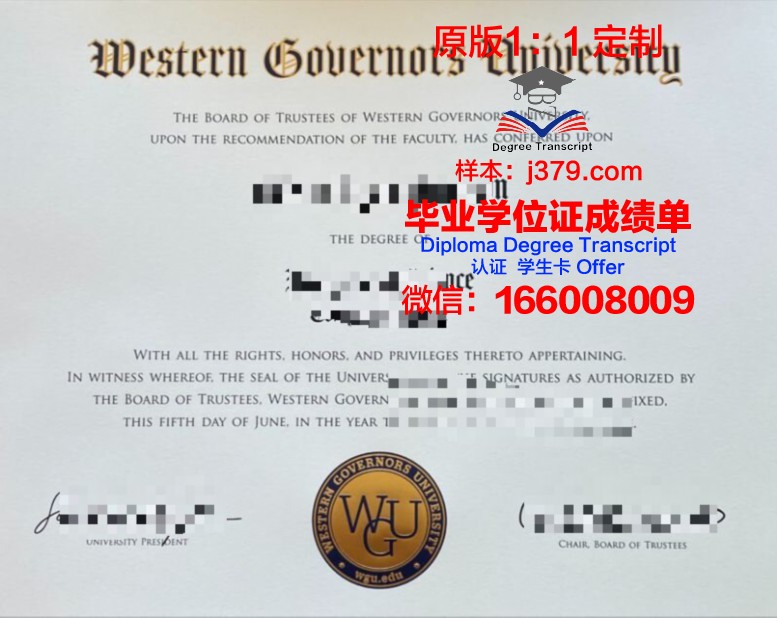 原版1：1定制
Western Governors University
The Board of Trustees of Western Governors University,
upon the recommendation of the faculty, has conferred upon
Degree Transcript
样本：j379.com
毕业学位证成绩单
the degree of
Diploma Degree Transcript
认证 学生卡 Offer
微信：166008009
With all the rights, honors, and privileges thereto appertaining.
In witness whereof, the seal of the signatures as authorized by
the Board of Trustees, Western
this fifth day of June, in the year
WESTERN GOVERNORS UNIVERSITY
WGU
wgu.edu
University President
Chair, Board of Trustees